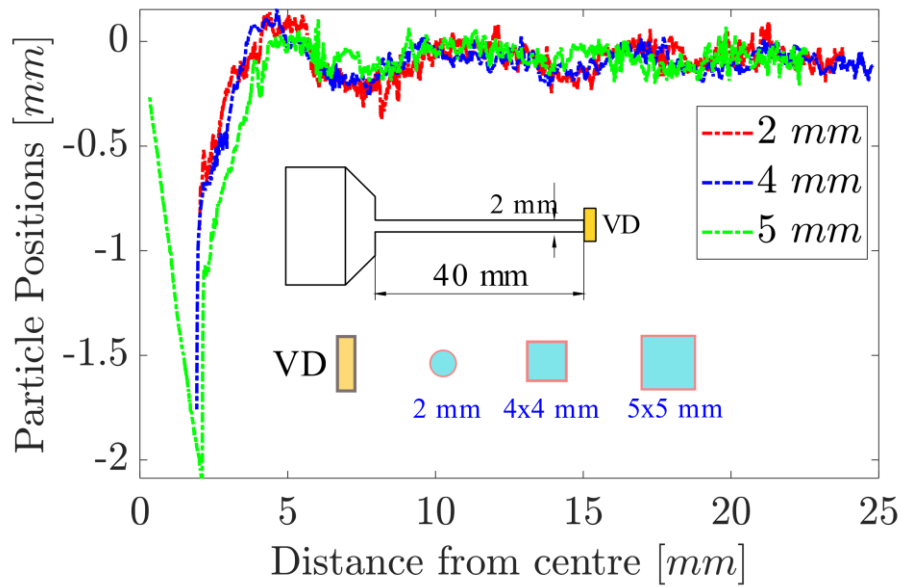 Particle Positions [mm]
0
-0.5
-1
-1.5
-2
2 mm
4 mm
5 mm
2 mm
VD
40 mm
VD
2 mm
4x4 mm
5x5 mm
0
5
10
15
20
25
Distance from centre [mm]